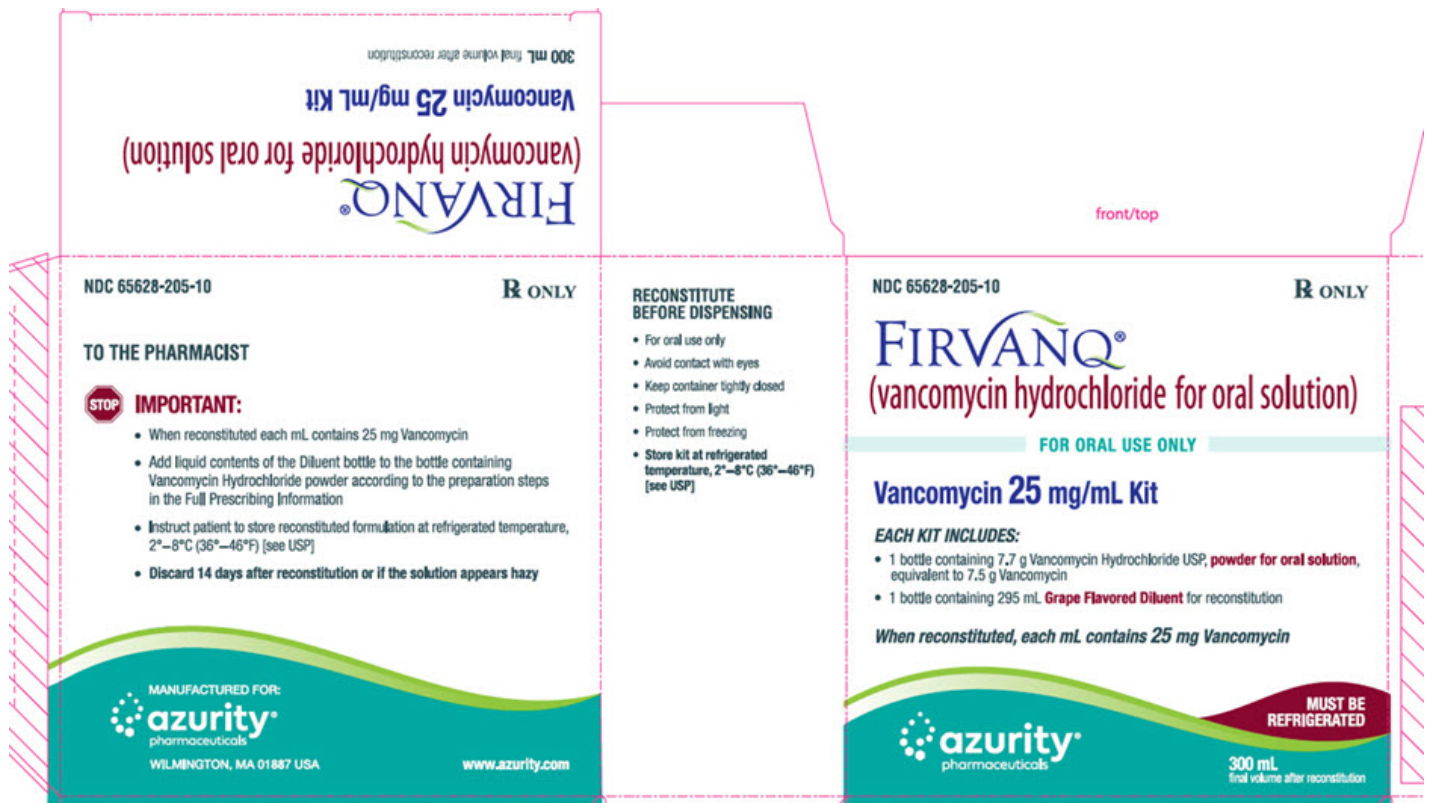 300 mL final volume after reconstitution
Vancomycin 25 mg/mL Kit
(vancomycin hydrochloride for oral solution)
FIRVANQ®
NDC 65628-205-10
Rx ONLY
TO THE PHARMACIST
STOP
IMPORTANT:
• When reconstituted each mL contains 25 mg Vancomycin
• Add liquid contents of the Diluent bottle to the bottle containing
Vancomycin Hydrochloride powder according to the preparation steps
in the Full Prescribing Information
• Instruct patient to store reconstituted formulation at refrigerated temperature,
2°–8°C (36°–46°F) [see USP]
• Discard 14 days after reconstitution or if the solution appears hazy
MANUFACTURED FOR:
azurity®
pharmaceuticals
WILMINGTON, MA 01887 USA
www.azurity.com
RECONSTITUTE
BEFORE DISPENSING
• For oral use only
• Avoid contact with eyes
• Keep container tightly closed
• Protect from light
• Protect from freezing
• Store kit at refrigerated
temperature, 2°–8°C (36°–46°F)
[see USP]
front/top
NDC 65628-205-10
Rx ONLY
FIRVANQ®
(vancomycin hydrochloride for oral solution)
FOR ORAL USE ONLY
Vancomycin 25 mg/mL Kit
EACH KIT INCLUDES:
• 1 bottle containing 7.7 g Vancomycin Hydrochloride USP, powder for oral solution,
equivalent to 7.5 g Vancomycin
• 1 bottle containing 295 mL Grape Flavored Diluent for reconstitution
When reconstituted, each mL contains 25 mg Vancomycin
MUST BE
REFRIGERATED
azurity®
pharmaceuticals
300 mL
final volume after reconstitution